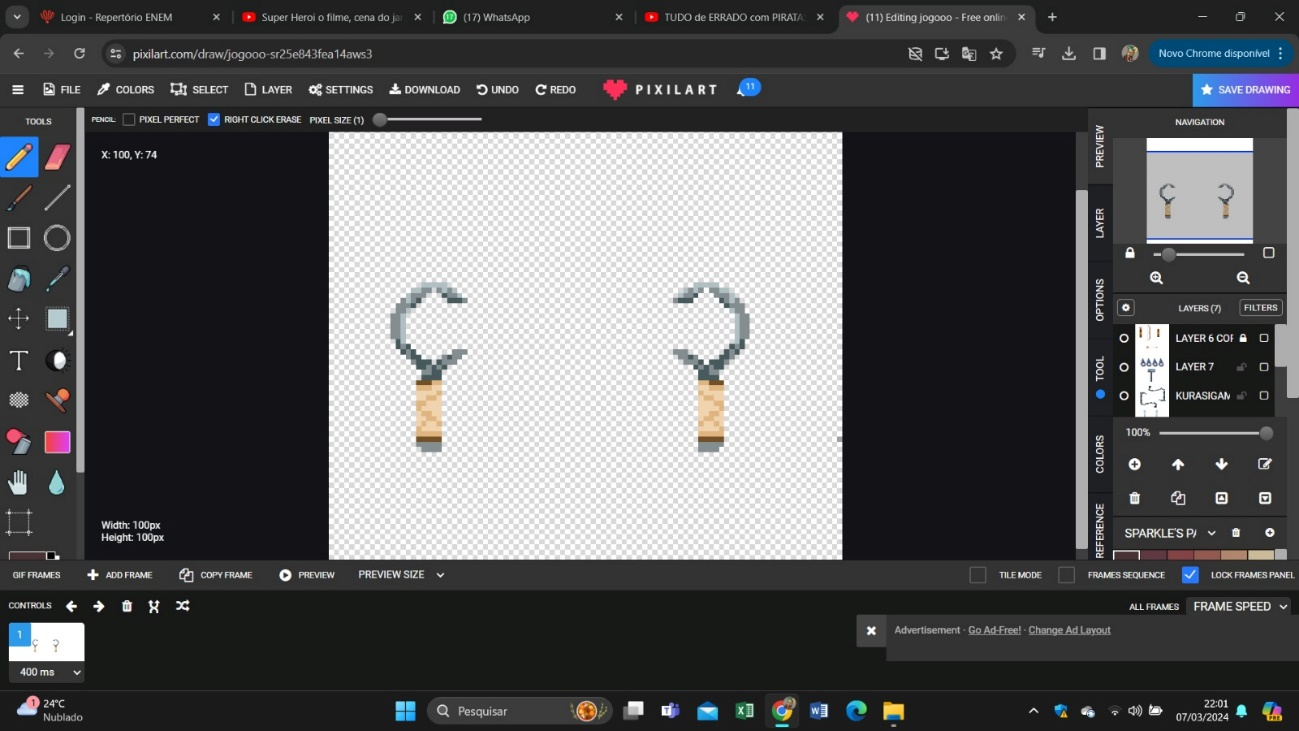 Login - Repertório ENEM
Super Heroi o filme, cena do jar
(17) WhatsApp
TUDO de ERRADO com PIRATA
(11) Editing jogooo - Free onlin
pixilart.com/draw/jogooo-sr25e843fea14aws3
Novo Chrome disponível
FILE COLORS SELECT LAYER SETTINGS DOWNLOAD UNDO REDO PIXILART 11 SAVE DRAWING
TOOLS
PENCIL: PIXEL PERFECT RIGHT CLICK ERASE PIXEL SIZE (1)
NAVIGATION
X: 100, Y: 74
PREVIEW
LAYER
OPTIONS
TOOL
COLORS
REFERENCE
LAYERS (7) FILTERS
LAYER 6 COF
LAYER 7
KURASIGAM
100%
SPARKLE'S PA
Width: 100px
Height: 100px
GIF FRAMES ADD FRAME COPY FRAME PREVIEW PREVIEW SIZE TILE MODE FRAMES SEQUENCE LOCK FRAMES PANEL
CONTROLS ALL FRAMES FRAME SPEED
1
400 ms
Advertisement - Go Ad-Free! - Change Ad Layout
1
24°C
Nublado
Pesquisar
22:01
07/03/2024